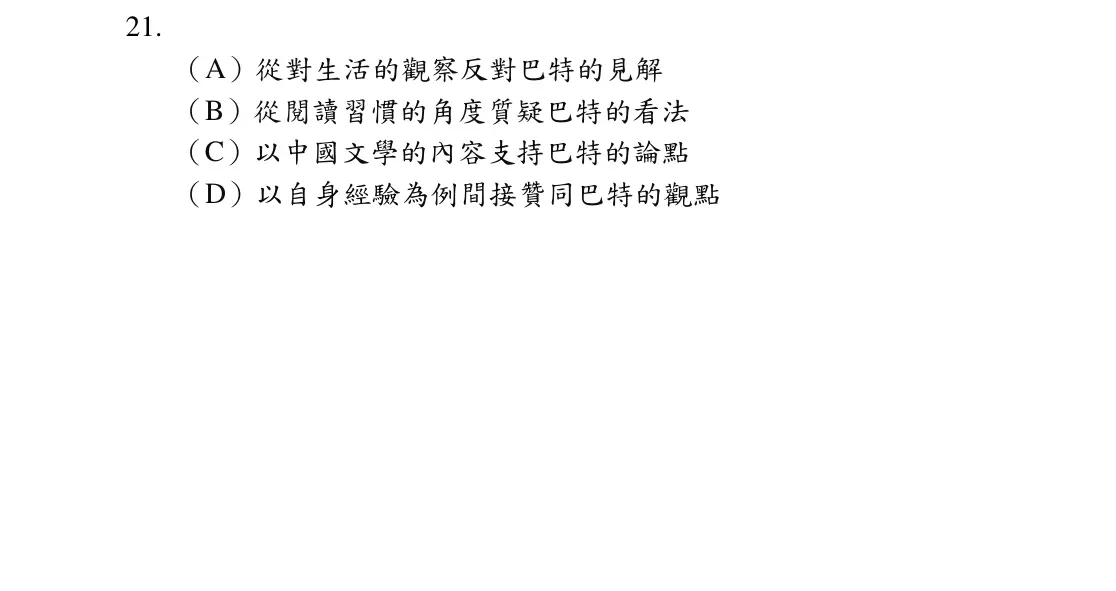 21.
（A）從對生活的觀察反對巴特的見解
（B）從閱讀習慣的角度質疑巴特的看法
（C）以中國文學的內容支持巴特的論點
（D）以自身經驗為例間接贊同巴特的觀點